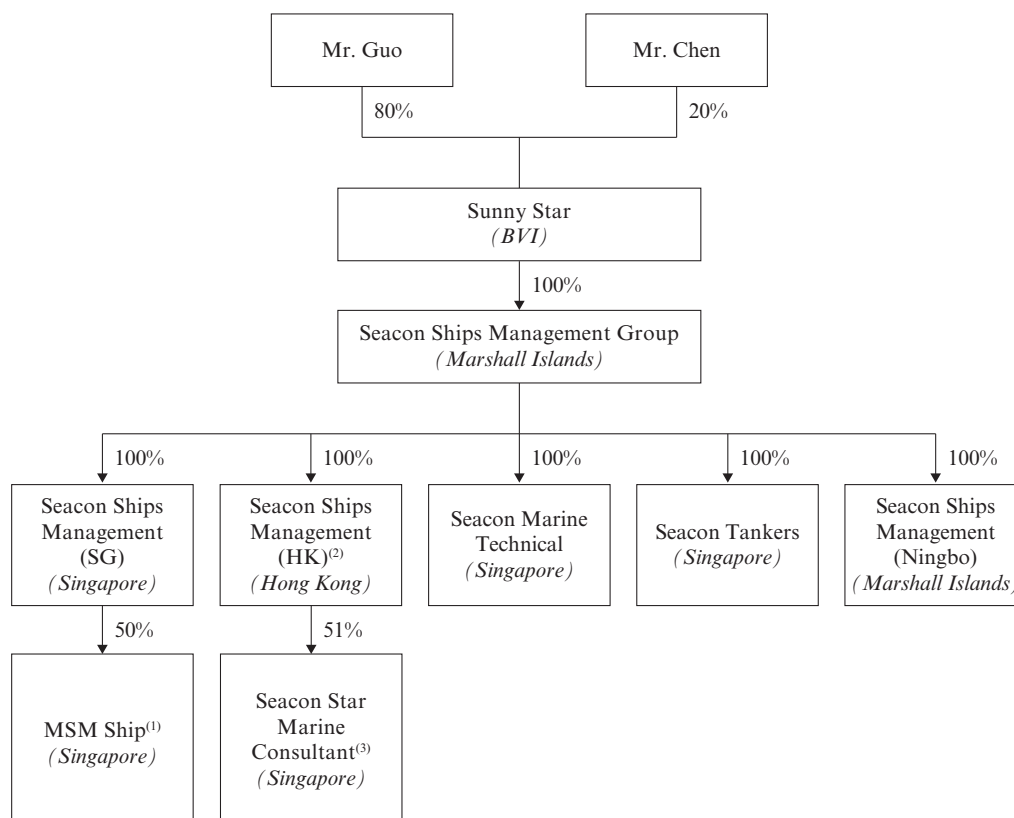 Mr. Guo
Mr. Chen
80%
20%
Sunny Star
(BVI)
100%
Seacon Ships Management Group
(Marshall Islands)
100%
100%
100%
100%
100%
Seacon Ships
Management
(SG)
(Singapore)
Seacon Ships
Management
(HK)(2)
(Hong Kong)
Seacon Marine
Technical
(Singapore)
Seacon Tankers
(Singapore)
Seacon Ships
Management
(Ningbo)
(Marshall Islands)
50%
51%
MSM Ship(1)
(Singapore)
Seacon Star
Marine
Consultant(3)
(Singapore)